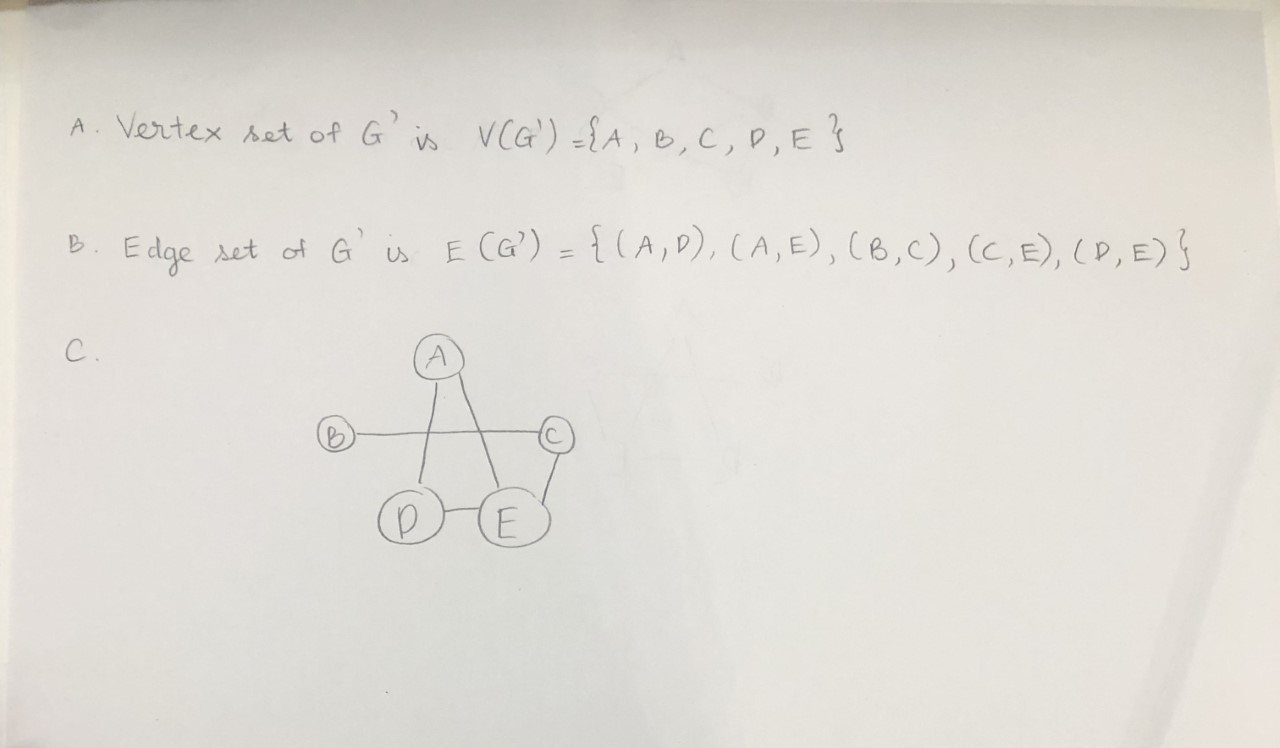 A. Vertex set of G' is V(G') = {A, B, C, D, E}
B. Edge set of G' is E(G') = {(A,D), (A,E), (B,C), (C,E), (D,E)}
C.
A
B C
D E